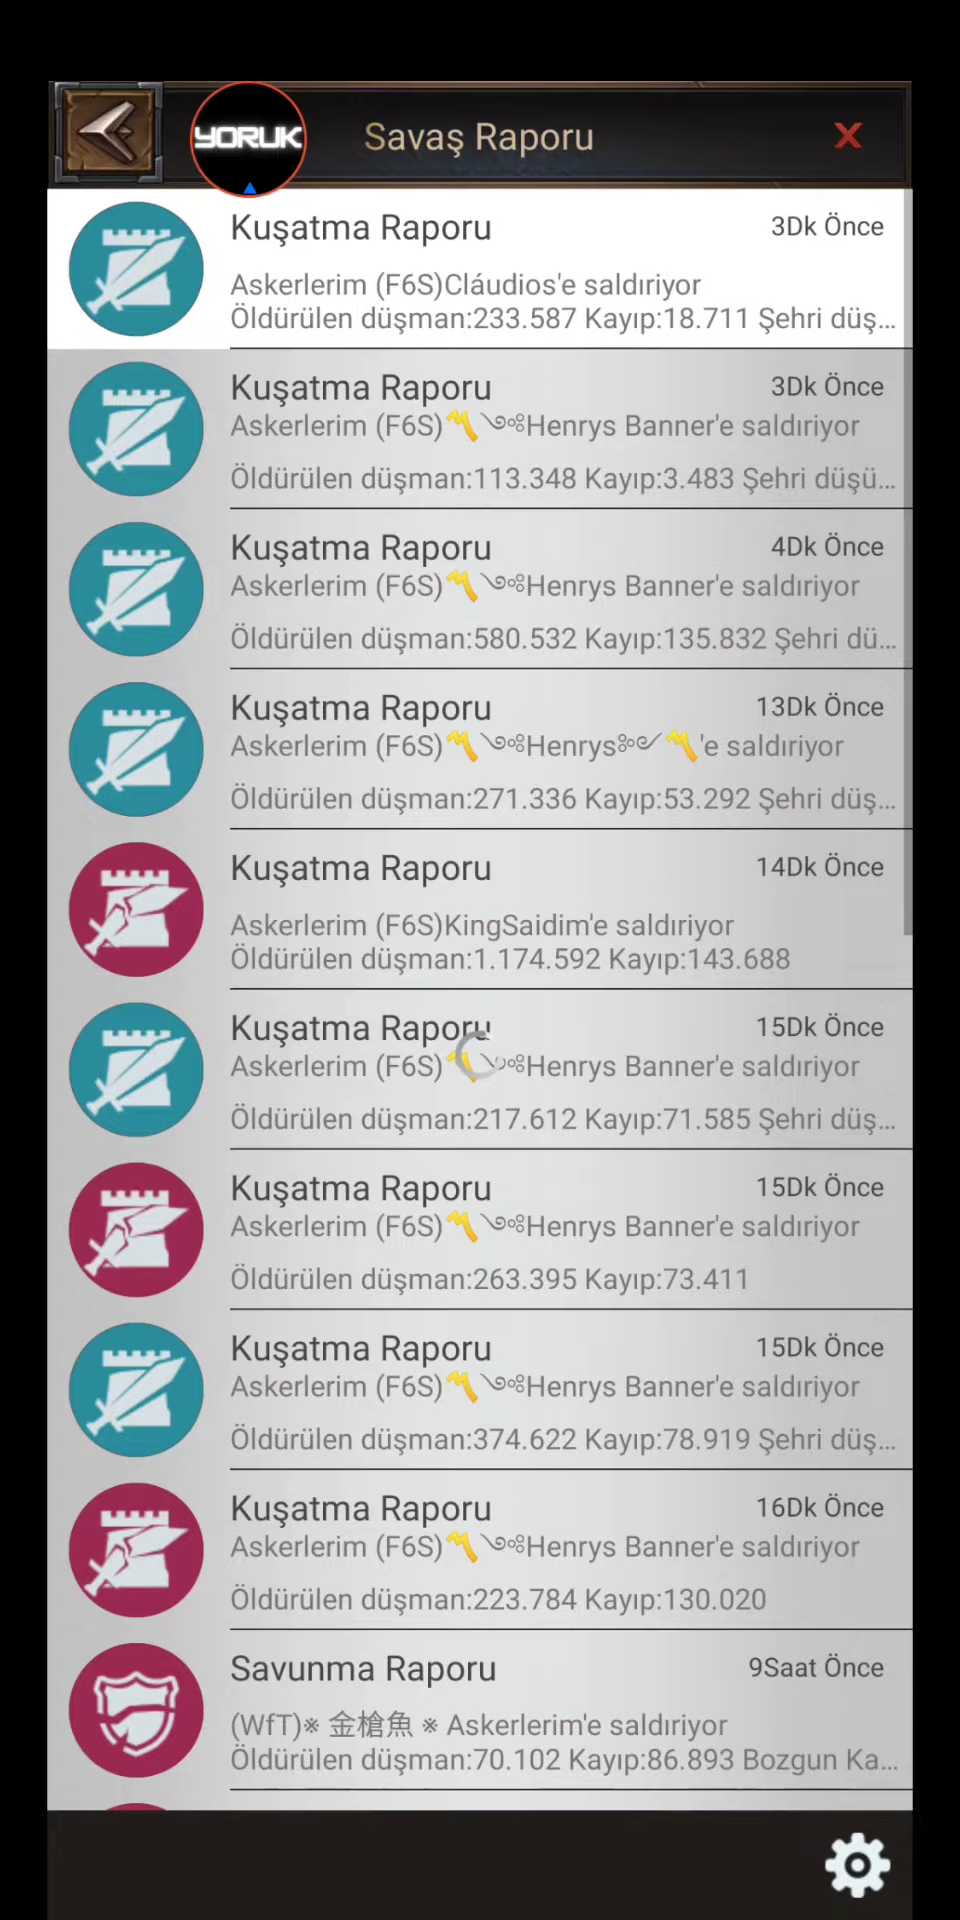 YORUK
Savaş Raporu
X
Kuşatma Raporu
3Dk Önce
Askerlerim (F6S)Cláudios'e saldırıyor
Öldürülen düşman:233.587 Kayıp:18.711 Şehri düş...
Kuşatma Raporu
3Dk Önce
Askerlerim (F6S)〽️༺Henrys Banner'e saldırıyor
Öldürülen düşman:113.348 Kayıp:3.483 Şehri düşü...
Kuşatma Raporu
4Dk Önce
Askerlerim (F6S)〽️༺Henrys Banner'e saldırıyor
Öldürülen düşman:580.532 Kayıp:135.832 Şehri dü...
Kuşatma Raporu
13Dk Önce
Askerlerim (F6S)〽️༺Henrys༻〽️'e saldırıyor
Öldürülen düşman:271.336 Kayıp:53.292 Şehri düş...
Kuşatma Raporu
14Dk Önce
Askerlerim (F6S)KingSaidim'e saldırıyor
Öldürülen düşman:1.174.592 Kayıp:143.688
Kuşatma Raporu
15Dk Önce
Askerlerim (F6S)〽️༺Henrys Banner'e saldırıyor
Öldürülen düşman:217.612 Kayıp:71.585 Şehri düş...
Kuşatma Raporu
15Dk Önce
Askerlerim (F6S)〽️༺Henrys Banner'e saldırıyor
Öldürülen düşman:263.395 Kayıp:73.411
Kuşatma Raporu
15Dk Önce
Askerlerim (F6S)〽️༺Henrys Banner'e saldırıyor
Öldürülen düşman:374.622 Kayıp:78.919 Şehri düş...
Kuşatma Raporu
16Dk Önce
Askerlerim (F6S)〽️༺Henrys Banner'e saldırıyor
Öldürülen düşman:223.784 Kayıp:130.020
Savunma Raporu
9Saat Önce
(WfT)※ 金槍魚 ※ Askerlerim'e saldırıyor
Öldürülen düşman:70.102 Kayıp:86.893 Bozgun Ka...